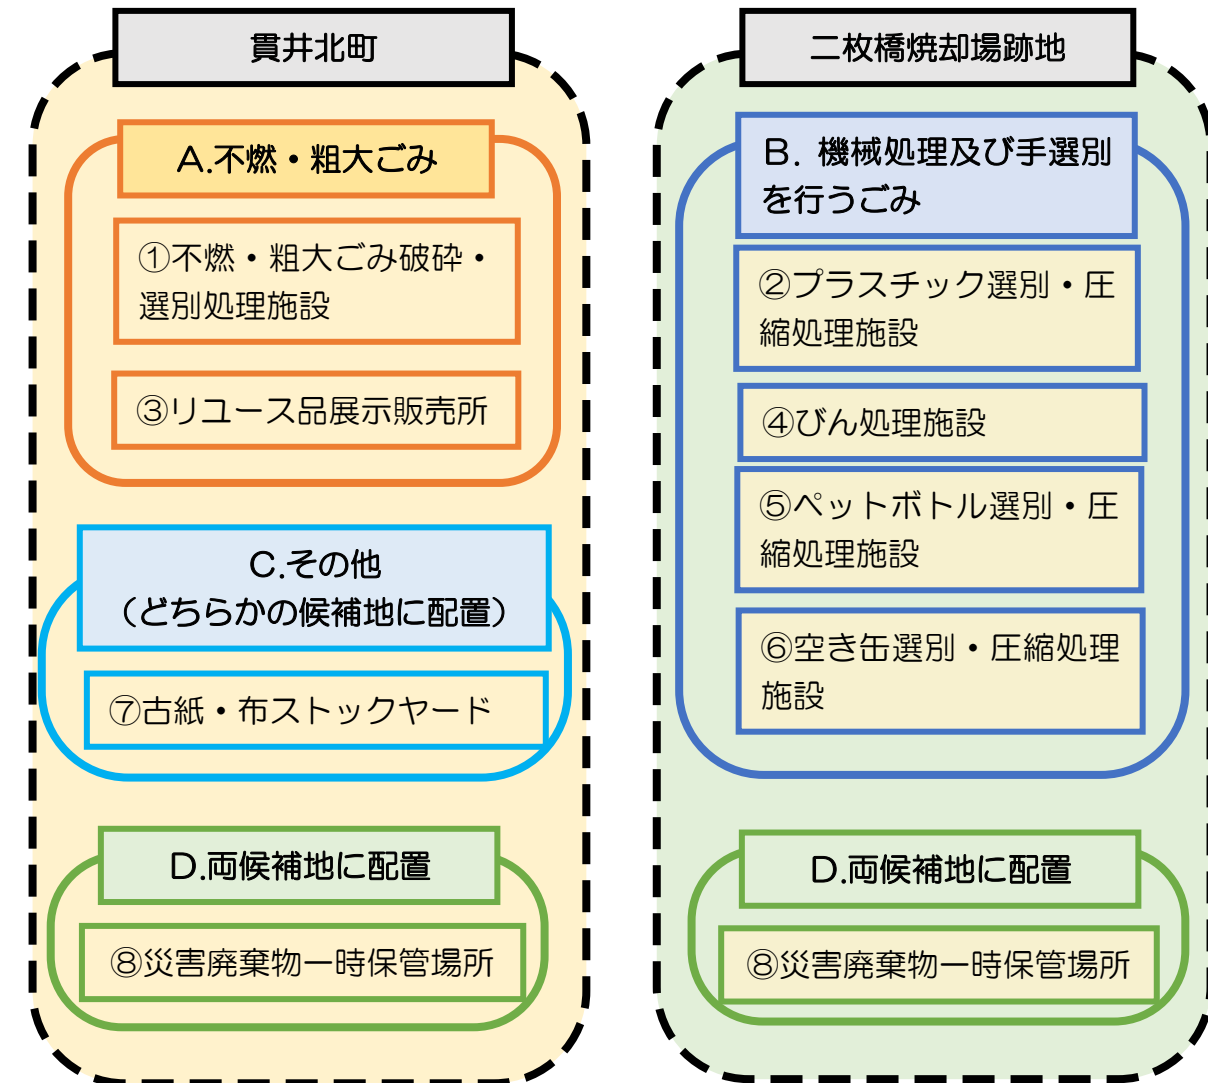 貫井北町
A.不燃・粗大ごみ
①不燃・粗大ごみ破砕・
選別処理施設
③リユース品展示販売所
C.その他
（どちらかの候補地に配置）
⑦古紙・布ストックヤード
D.両候補地に配置
⑧災害廃棄物一時保管場所
二枚橋焼却場跡地
B. 機械処理及び手選別
を行うごみ
②プラスチック選別・圧
縮処理施設
④びん処理施設
⑤ペットボトル選別・圧
縮処理施設
⑥空き缶選別・圧縮処理
施設
D.両候補地に配置
⑧災害廃棄物一時保管場所